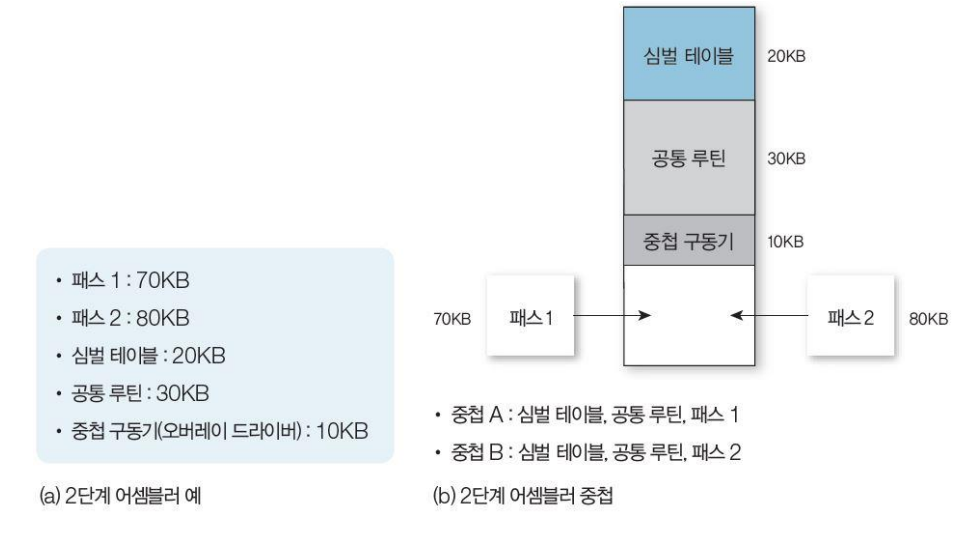 심벌 테이블 20KB
공통 루틴 30KB
중첩 구동기 10KB
• 패스 1 : 70KB
• 패스 2 : 80KB
• 심벌 테이블 : 20KB
• 공통 루틴 : 30KB
• 중첩 구동기(오버레이 드라이버) : 10KB
(a) 2단계 어셈블러 예
70KB 패스 1 패스 2 80KB
• 중첩 A : 심벌 테이블, 공통 루틴, 패스 1
• 중첩 B : 심벌 테이블, 공통 루틴, 패스 2
(b) 2단계 어셈블러 중첩